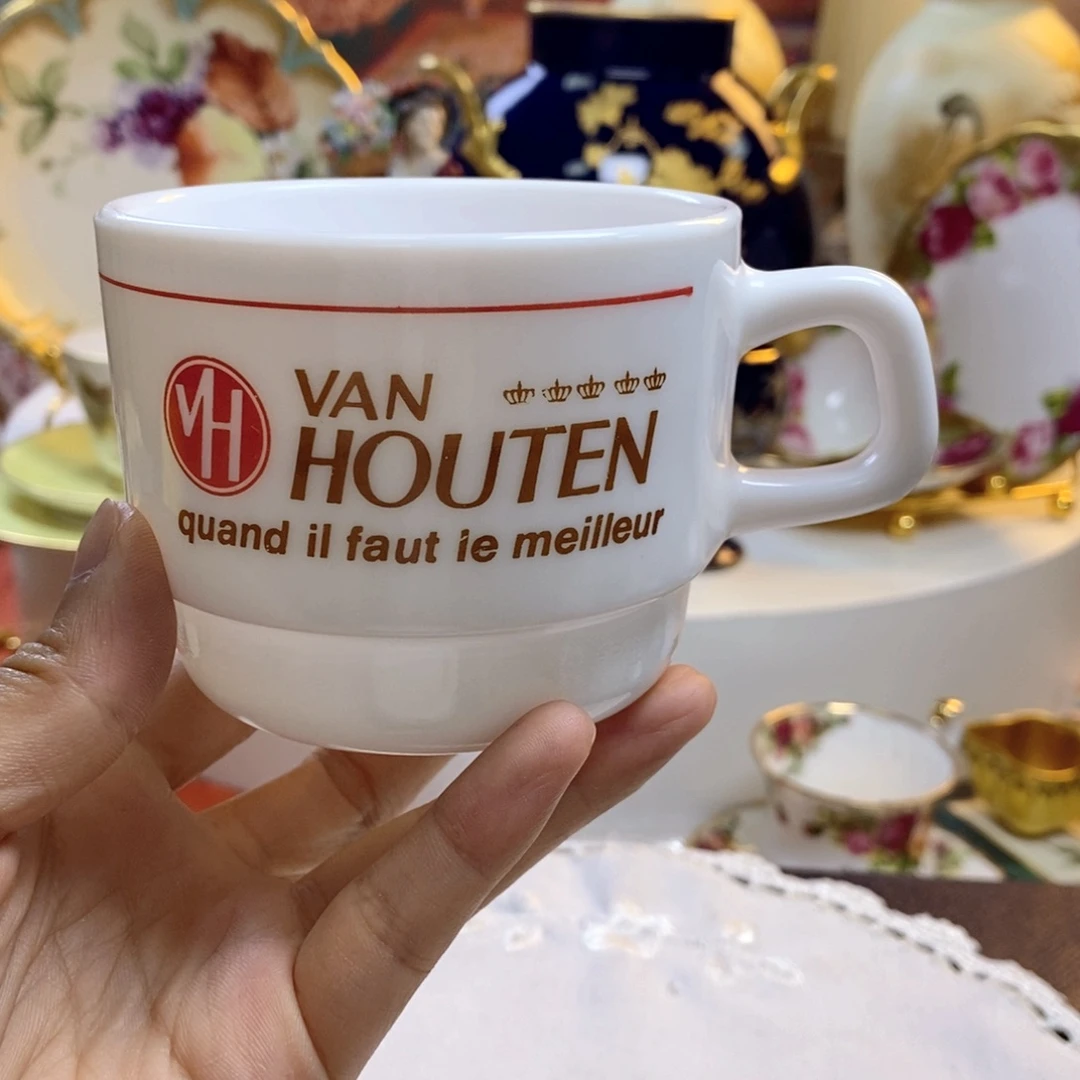 VH
VAN
HOUTEN
quand il faut le meilleur